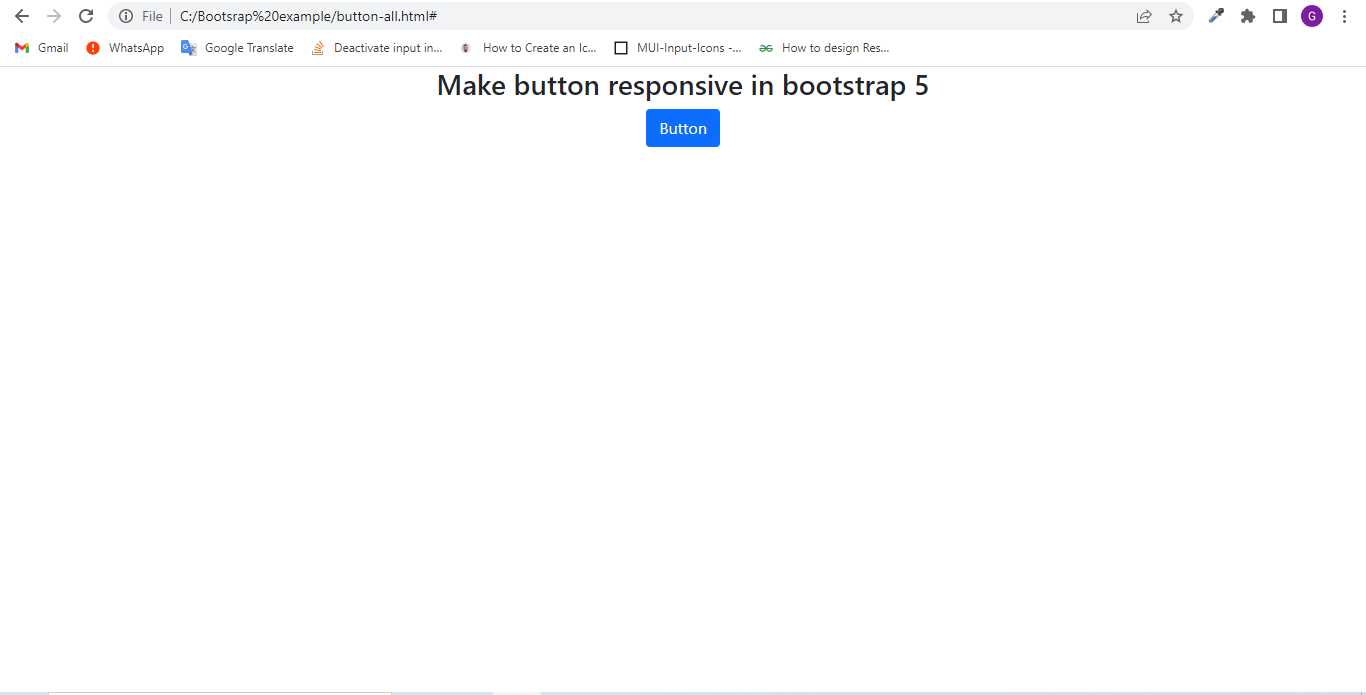 File C:/Bootsrap%20example/button-all.html# G
Gmail WhatsApp Google Translate Deactivate input in... How to Create an Ic... MUI-Input-Icons -... How to design Res...
Make button responsive in bootstrap 5
Button